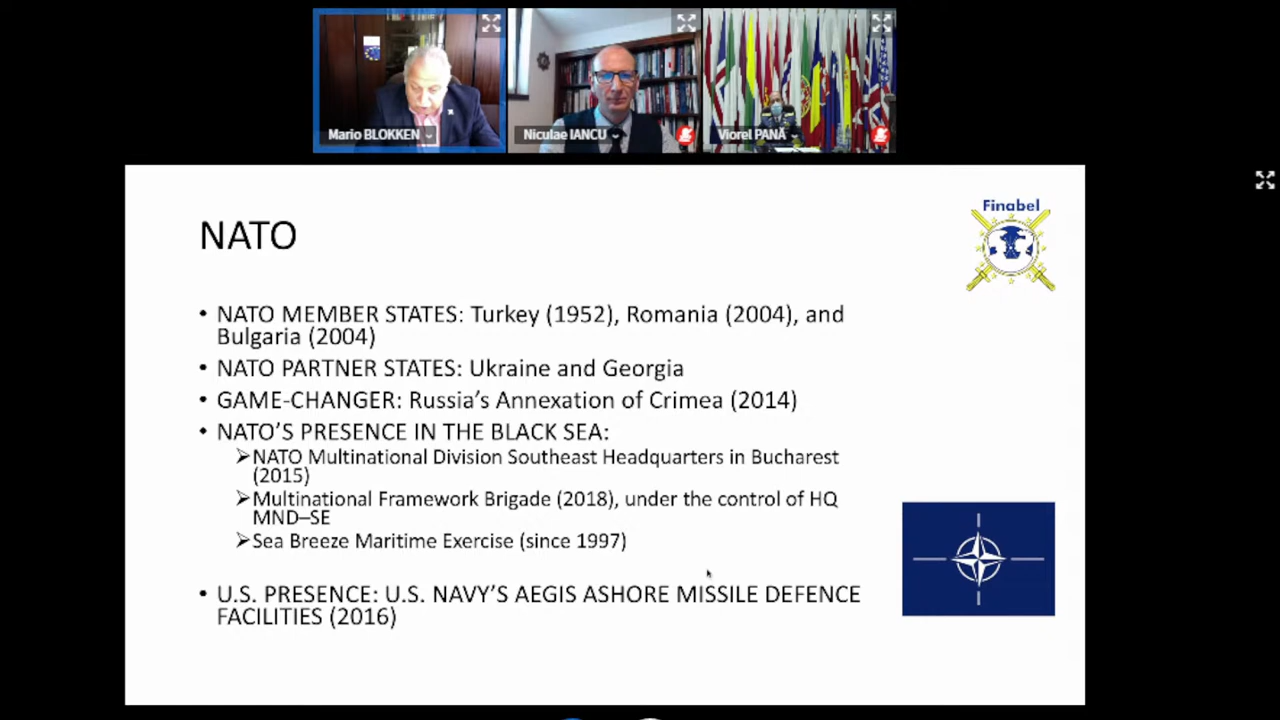 Mario BLOKKEN
Niculae IANCU
Viorel PANĂ
Finabel
NATO
• NATO MEMBER STATES: Turkey (1952), Romania (2004), and
Bulgaria (2004)
• NATO PARTNER STATES: Ukraine and Georgia
• GAME-CHANGER: Russia’s Annexation of Crimea (2014)
• NATO’S PRESENCE IN THE BLACK SEA:
➢NATO Multinational Division Southeast Headquarters in Bucharest
(2015)
➢Multinational Framework Brigade (2018), under the control of HQ
MND–SE
➢Sea Breeze Maritime Exercise (since 1997)
• U.S. PRESENCE: U.S. NAVY’S AEGIS ASHORE MISSILE DEFENCE
FACILITIES (2016)